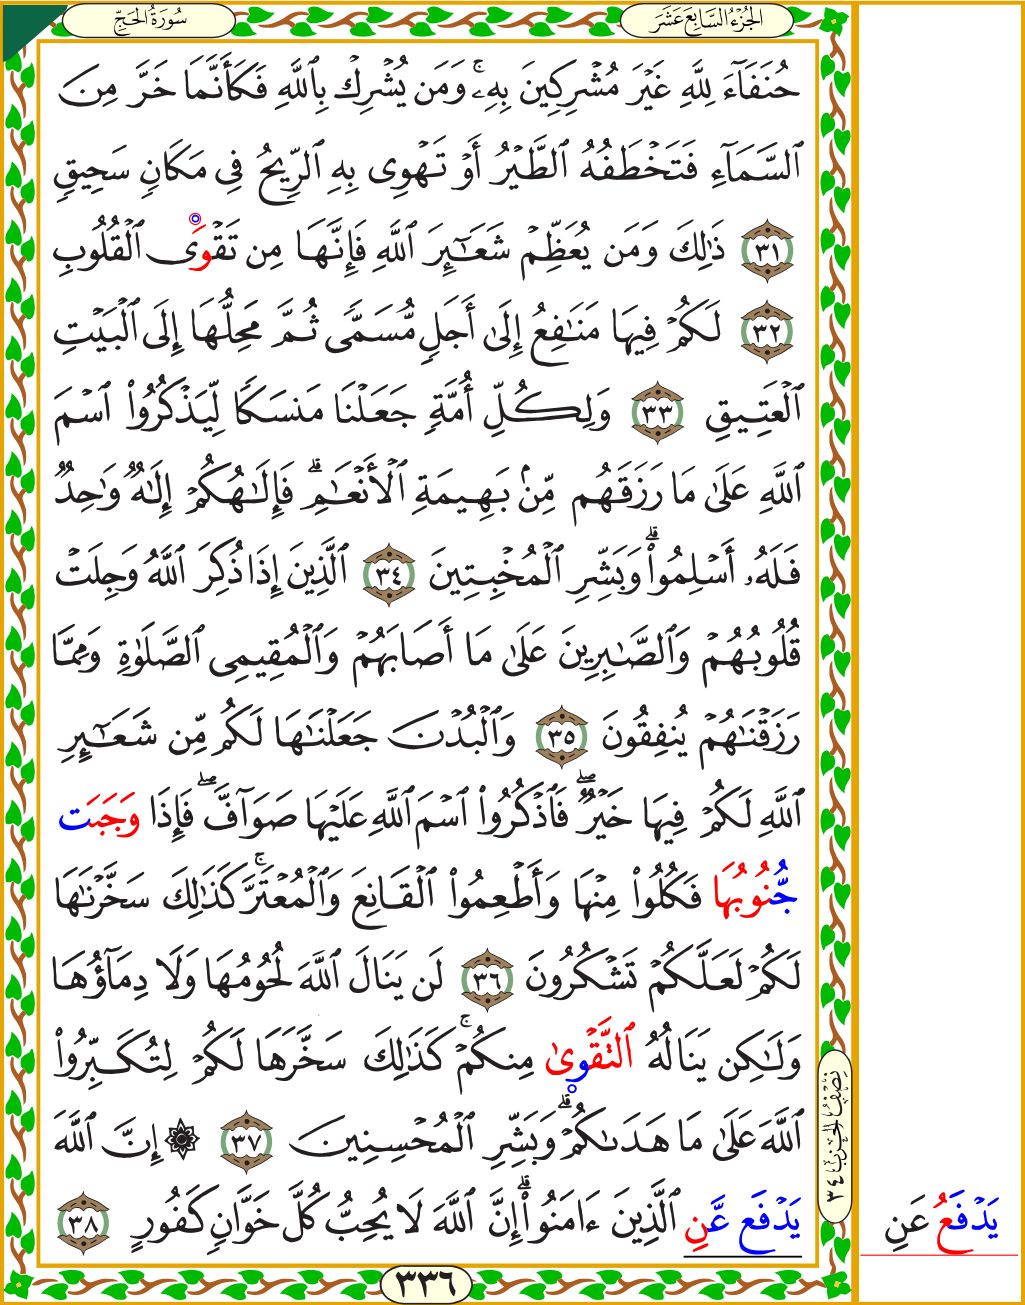 سُورَةُ الحَجِّ
الجُزْءُ السَّابِعَ عَشَرَ
حُنَفَآءَ لِلَّهِ غَيْرَ مُشْرِكِينَ بِهِۦۚ وَمَن يُشْرِكْ بِٱللَّهِ فَكَأَنَّمَا خَرَّ مِنَ
ٱلسَّمَآءِ فَتَخْطَفُهُ ٱلطَّيْرُ أَوْ تَهْوِى بِهِ ٱلرِّيحُ فِى مَكَانٍ سَحِيقٍ
٣١ ذَٰلِكَ وَمَن يُعَظِّمْ شَعَٰٓئِرَ ٱللَّهِ فَإِنَّهَا مِن تَقْوَى ٱلْقُلُوبِ
٣٢ لَكُمْ فِيهَا مَنَٰفِعُ إِلَىٰٓ أَجَلٍ مُّسَمًّى ثُمَّ مَحِلُّهَآ إِلَى ٱلْبَيْتِ
ٱلْعَتِيقِ ٣٣ وَلِكُلِّ أُمَّةٍ جَعَلْنَا مَنسَكًا لِّيَذْكُرُوا۟ ٱسْمَ
ٱللَّهِ عَلَىٰ مَا رَزَقَهُم مِّنۢ بَهِيمَةِ ٱلْأَنْعَٰمِۗ فَإِلَٰهُكُمْ إِلَٰهٌ وَٰحِدٌ
فَلَهُۥٓ أَسْلِمُوا۟ۗ وَبَشِّرِ ٱلْمُخْبِتِينَ ٣٤ ٱلَّذِينَ إِذَا ذُكِرَ ٱللَّهُ وَجِلَتْ
قُلُوبُهُمْ وَٱلصَّٰبِرِينَ عَلَىٰ مَآ أَصَابَهُمْ وَٱلْمُقِيمِى ٱلصَّلَوٰةِ وَمِمَّا
رَزَقْنَٰهُمْ يُنفِقُونَ ٣٥ وَٱلْبُدْنَ جَعَلْنَٰهَا لَكُم مِّن شَعَٰٓئِرِ
ٱللَّهِ لَكُمْ فِيهَا خَيْرٌۖ فَٱذْكُرُوا۟ ٱسْمَ ٱللَّهِ عَلَيْهَا صَوَآفَّۖ فَإِذَا وَجَبَت
جُّنُوبُهَا فَكُلُوا۟ مِنْهَا وَأَطْعِمُوا۟ ٱلْقَانِعَ وَٱلْمُعْتَرَّۚ كَذَٰلِكَ سَخَّرْنَٰهَا
لَكُمْ لَعَلَّكُمْ تَشْكُرُونَ ٣٦ لَن يَنَالَ ٱللَّهَ لُحُومُهَا وَلَا دِمَآؤُهَا
وَلَٰكِن يَنَالُهُ ٱلتَّقْوَىٰ مِنكُمْۚ كَذَٰلِكَ سَخَّرَهَا لَكُمْ لِتُكَبِّرُوا۟
ٱللَّهَ عَلَىٰ مَا هَدَىٰكُمْۗ وَبَشِّرِ ٱلْمُحْسِنِينَ ٣٧ ۞ إِنَّ ٱللَّهَ
يَدْفَع عَّنِ ٱلَّذِينَ ءَامَنُوٓا۟ۗ إِنَّ ٱللَّهَ لَا يُحِبُّ كُلَّ خَوَّانٍ كَفُورٍ ٣٨
يَدْفَعُ عَنِ
نِصْفُ الحِزْبِ ٣٤
٣٣٦